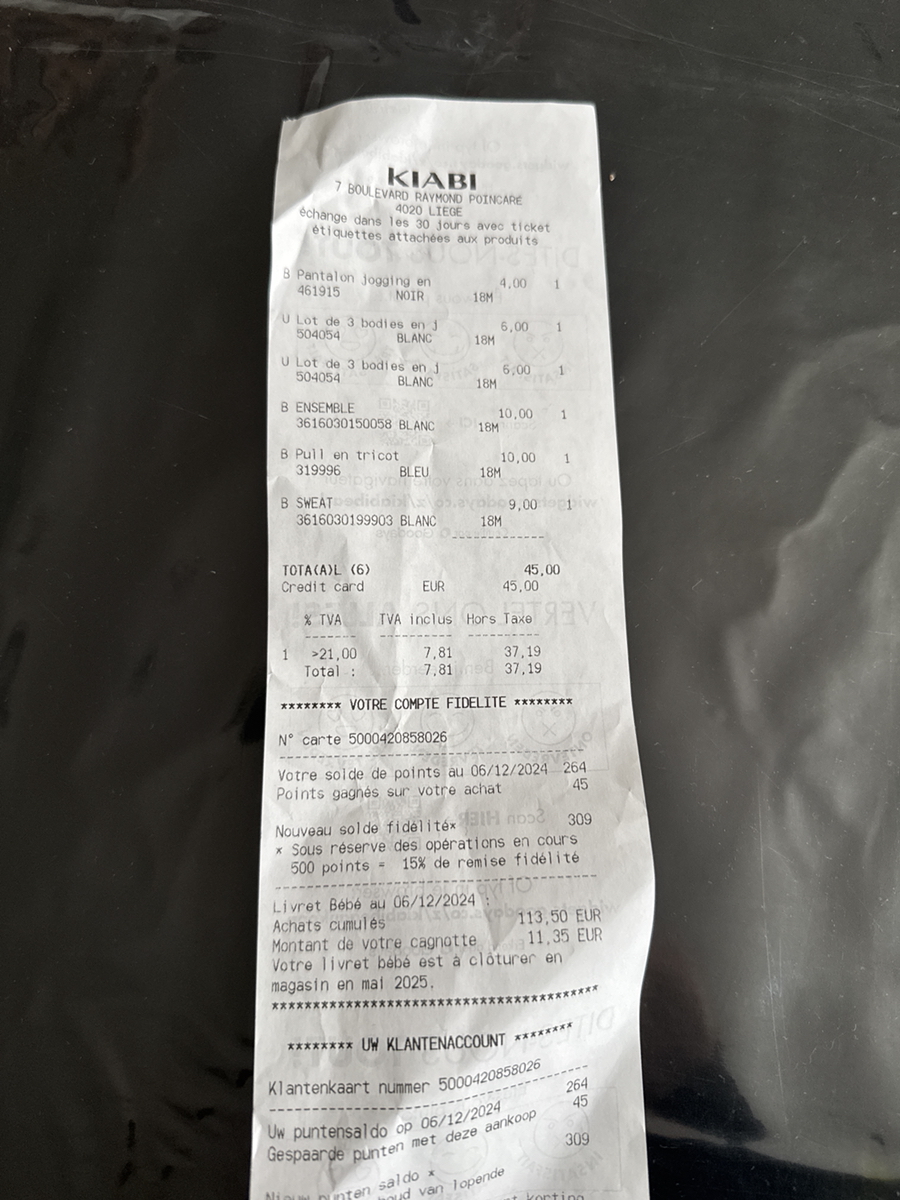 KIABI
7 BOULEVARD RAYMOND POINCARE
4020 LIEGE
échange dans les 30 jours avec ticket
étiquettes attachées aux produits
B Pantalon jogging en 4,00 1
461915 NOIR 18M
U Lot de 3 bodies en j 6,00 1
504054 BLANC 18M
U Lot de 3 bodies en j 6,00 1
504054 BLANC 18M
B ENSEMBLE 10,00 1
3616030150058 BLANC 18M
B Pull en tricot 10,00 1
319996 BLEU 18M
B SWEAT 9,00 1
3616030199903 BLANC 18M
--------------
TOTA(A)L (6) 45,00
Credit card EUR 45,00
% TVA TVA inclus Hors Taxe
------- ---------- ----------
1 >21,00 7,81 37,19
Total : 7,81 37,19
******** VOTRE COMPTE FIDELITE ********
N° carte 5000420858026
----------------------------------------
Votre solde de points au 06/12/2024 264
Points gagnés sur votre achat 45
Nouveau solde fidélité* 309
* Sous réserve des opérations en cours
500 points = 15% de remise fidélité
----------------------------------------
Livret Bébé au 06/12/2024 :
Achats cumulés 113,50 EUR
Montant de votre cagnotte 11,35 EUR
Votre livret bébé est à clôturer en
magasin en mai 2025.
****************************************
******** UW KLANTENACCOUNT ********
Klantenkaart nummer 5000420858026
----------------------------------------
Uw puntensaldo op 06/12/2024 264
Gespaarde punten met deze aankoop 45
Nieuw punten saldo * 309
van lopende
korting